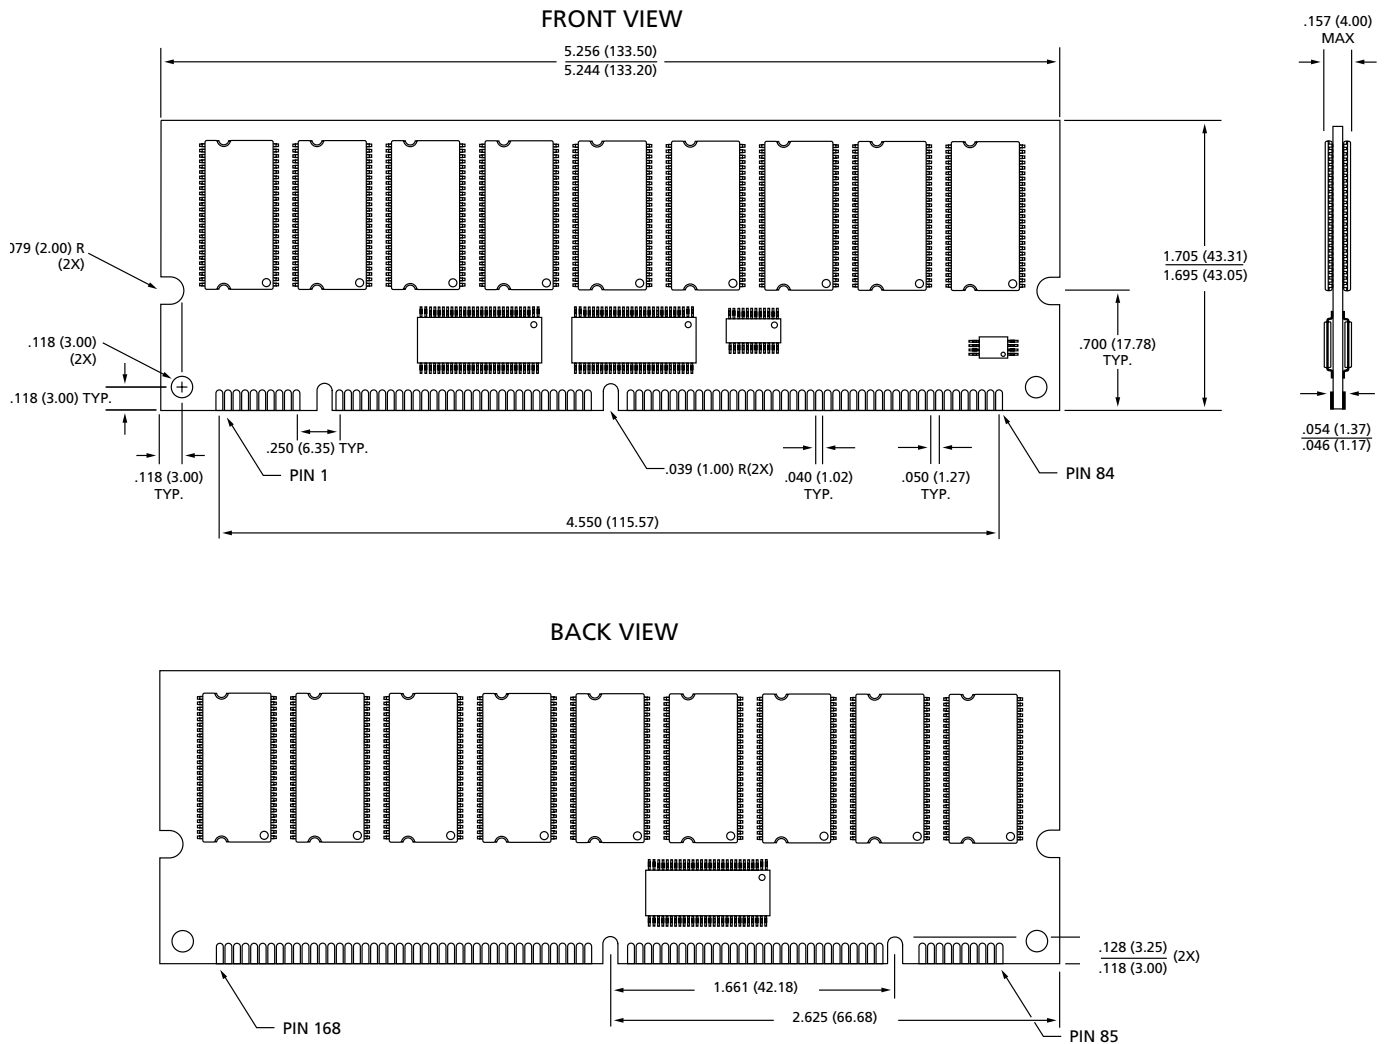 FRONT VIEW
.157 (4.00)
MAX
5.256 (133.50)
5.244 (133.20)
079 (2.00) R
(2X)
1.705 (43.31)
1.695 (43.05)
.118 (3.00)
(2X)
.700 (17.78)
TYP.
.118 (3.00) TYP.
.250 (6.35) TYP.
.054 (1.37)
.046 (1.17)
.118 (3.00)
TYP.
PIN 1
.039 (1.00) R(2X)
.040 (1.02)
TYP.
.050 (1.27)
TYP.
PIN 84
4.550 (115.57)
BACK VIEW
.128 (3.25)
.118 (3.00)
(2X)
1.661 (42.18)
2.625 (66.68)
PIN 168
PIN 85